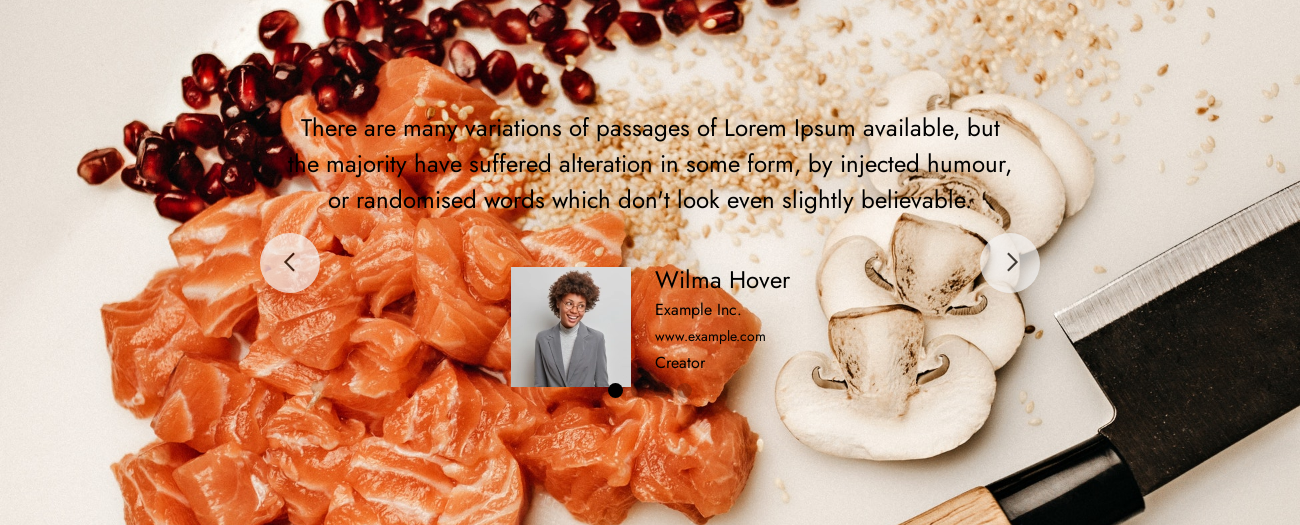 There are many variations of passages of Lorem Ipsum available, but
the majority have suffered alteration in some form, by injected humour,
or randomised words which don't look even slightly believable.
Wilma Hover
Example Inc.
www.example.com
Creator